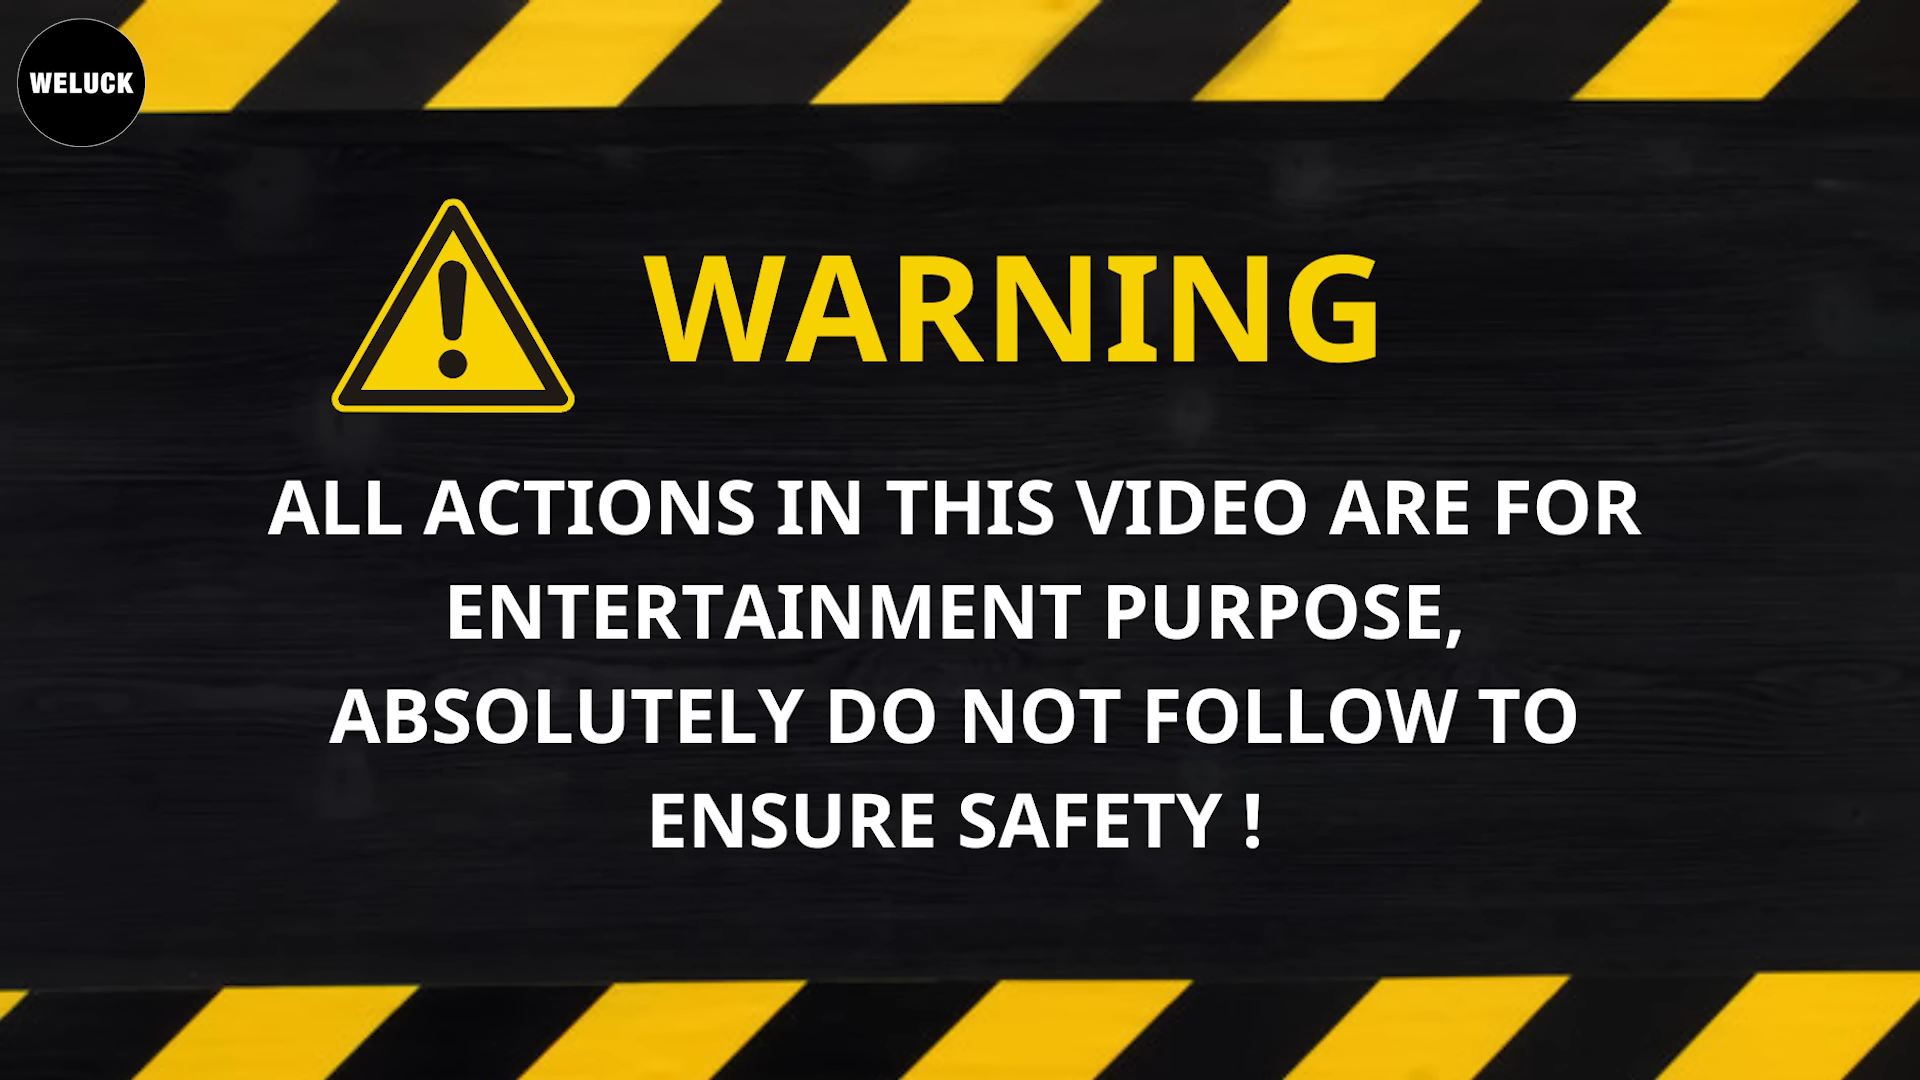 WELUCK
WARNING
ALL ACTIONS IN THIS VIDEO ARE FOR
ENTERTAINMENT PURPOSE,
ABSOLUTELY DO NOT FOLLOW TO
ENSURE SAFETY !